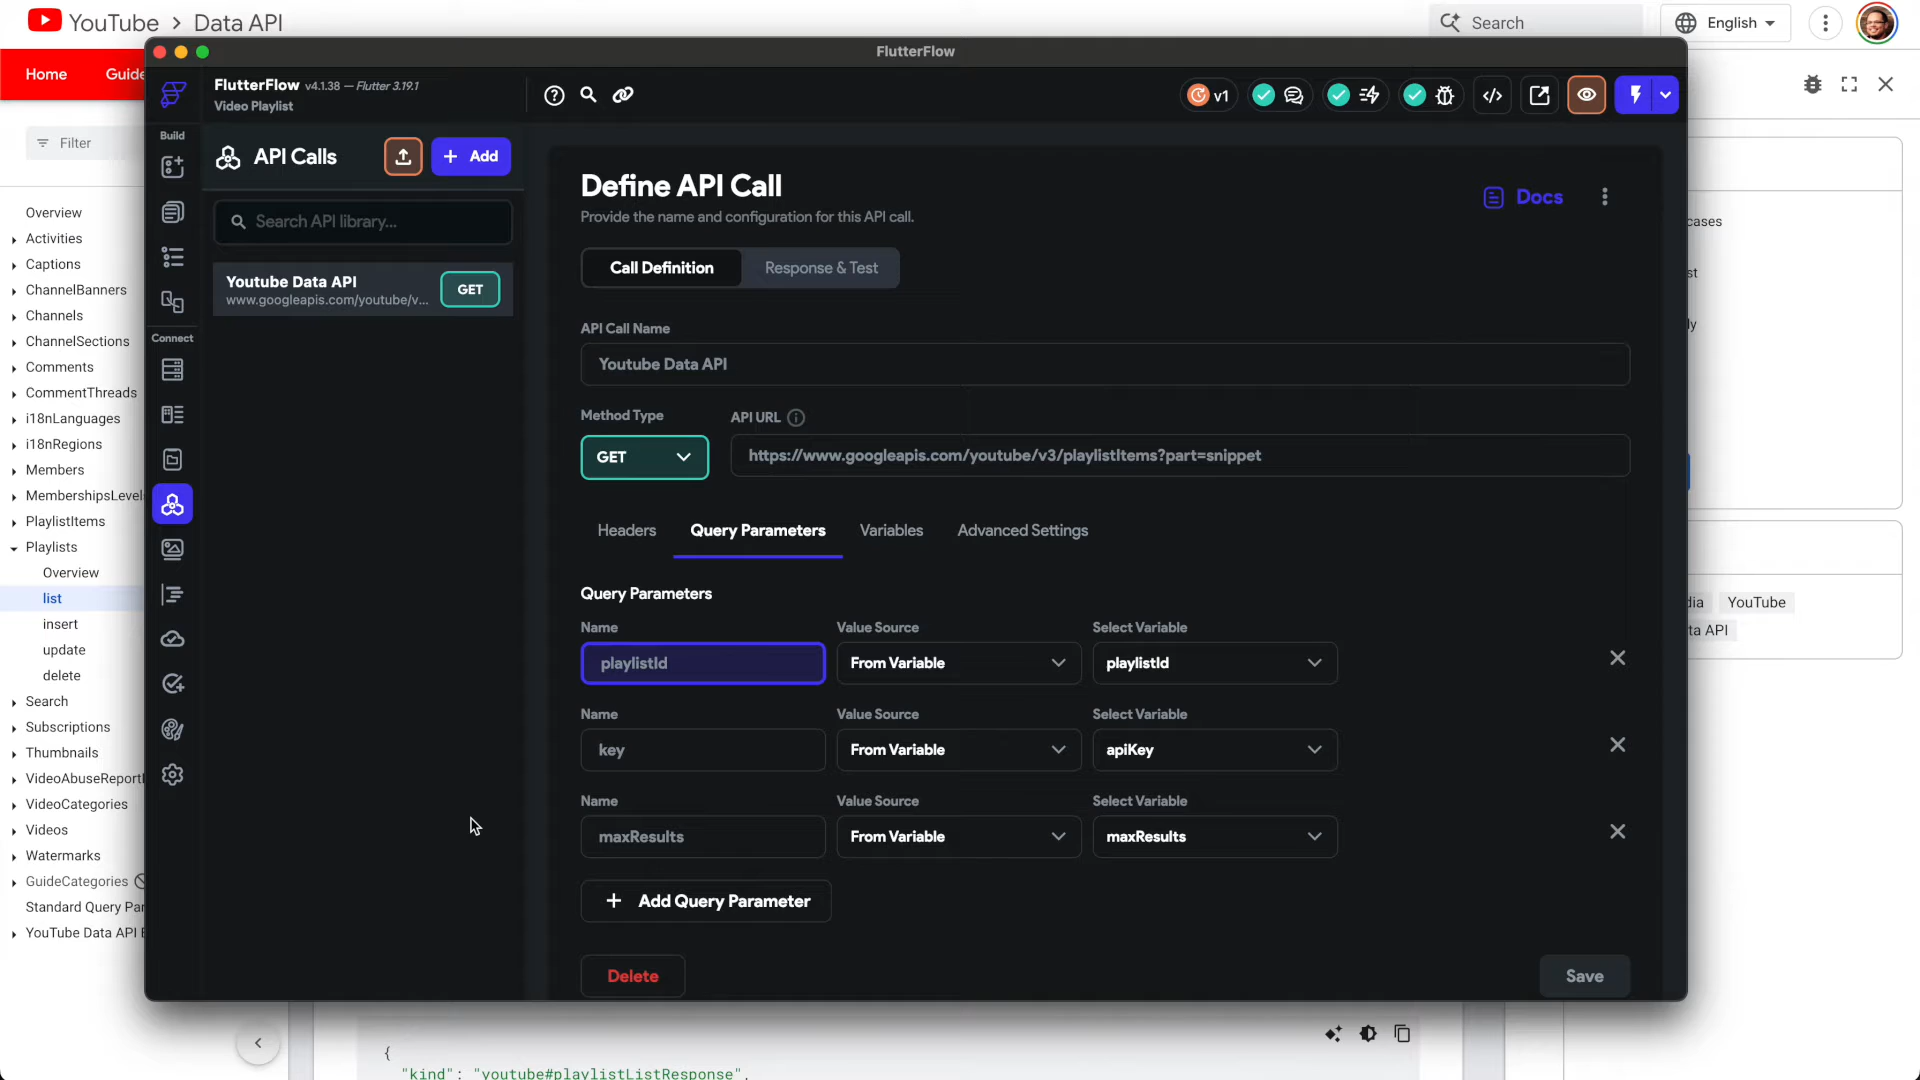 YouTube > Data API
Search
English
FlutterFlow
Home
Guide
FlutterFlow v4.1.38 — Flutter 3.19.1
Video Playlist
v1
Filter
Build
API Calls
+ Add
Define API Call
Provide the name and configuration for this API call.
Docs
Search API library...
Call Definition
Response & Test
Youtube Data API
www.googleapis.com/youtube/v...
GET
API Call Name
Youtube Data API
Method Type
API URL
GET
https://www.googleapis.com/youtube/v3/playlistItems?part=snippet
Headers
Query Parameters
Variables
Advanced Settings
Query Parameters
Name
Value Source
Select Variable
playlistId
From Variable
playlistId
Name
Value Source
Select Variable
key
From Variable
apiKey
Name
Value Source
Select Variable
maxResults
From Variable
maxResults
+ Add Query Parameter
Delete
Save
Connect
Overview
Activities
Captions
ChannelBanners
Channels
ChannelSections
Comments
CommentThreads
i18nLanguages
i18nRegions
Members
MembershipsLevels
PlaylistItems
Playlists
Overview
list
insert
update
delete
Search
Subscriptions
Thumbnails
VideoAbuseReport
VideoCategories
Videos
Watermarks
GuideCategories
Standard Query Par
YouTube Data API E
cases
st
ly
dia
YouTube
ta API
{
"kind": "youtube#playlistListResponse",